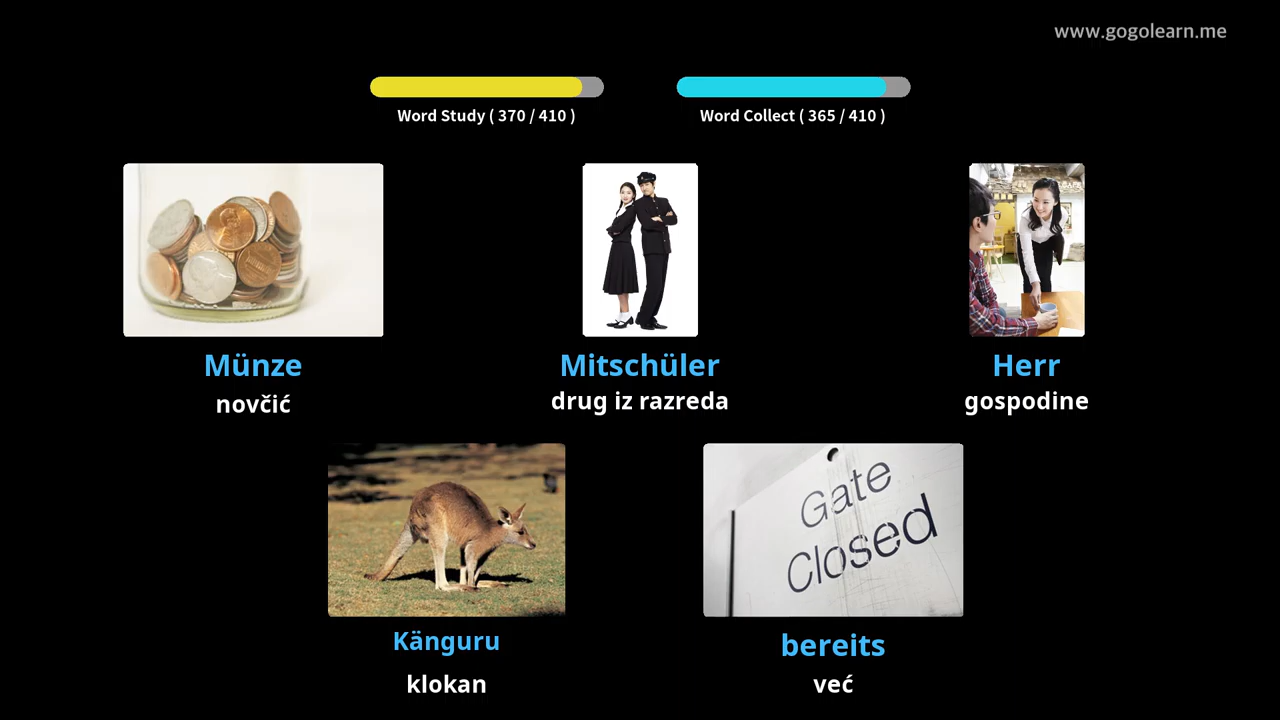 www.gogolearn.me
Word Study ( 370 / 410 )
Word Collect ( 365 / 410 )
Münze
novčić
Mitschüler
drug iz razreda
Herr
gospodine
Gate
Closed
Känguru
klokan
bereits
već